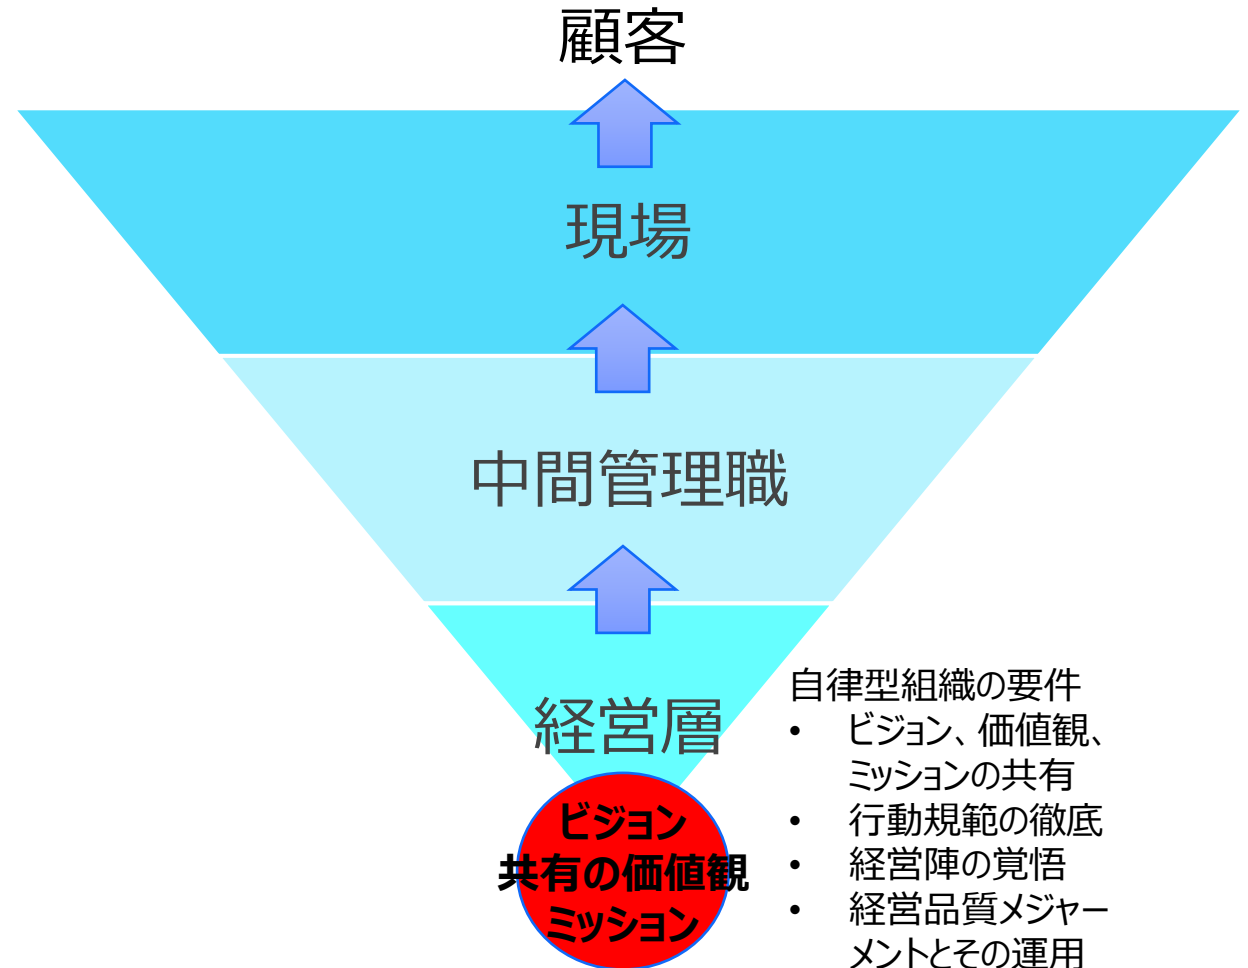 顧客
現場
中間管理職
経営層
ビジョン
共有の価値観
ミッション
自律型組織の要件
• ビジョン、価値観、
ミッションの共有
• 行動規範の徹底
• 経営陣の覚悟
• 経営品質メジャー
メントとその運用